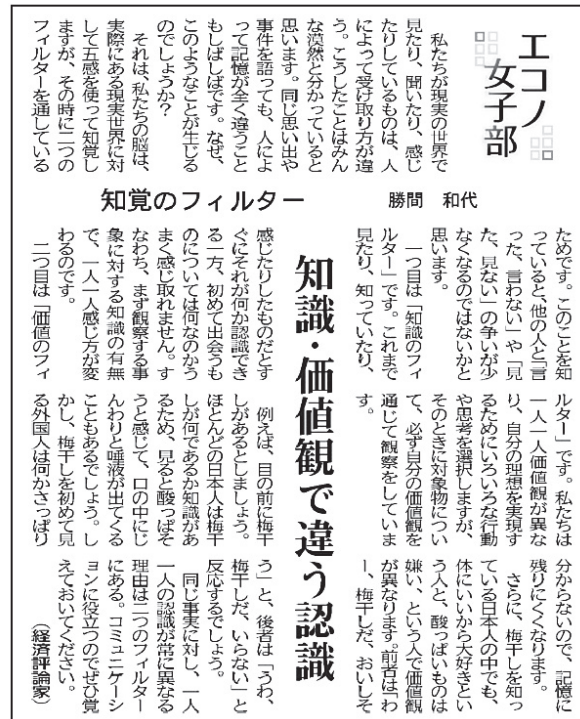 エコノ
女子部
知覚のフィルター
勝間　和代
知識・価値観で違う認識
私たちが現実の世界で
見たり、聞いたり、感じ
たりしているものは、人
によって受け取り方が違
う。こうしたことはみん
な漠然と分かっていると
思います。同じ思い出や
事件を語っても、人によ
って記憶が全く違うこと
もしばしばです。なぜ、
このようなことが生じる
のでしょうか？
それは、私たちの脳は、
実際にある現実世界に対
して五感を使って知覚し
ますが、その時に二つの
フィルターを通している
ためです。このことを知
っていると、他の人と「言
った、言わない」や「見
た、見ない」の争いが少
なくなるのではないかと
思います。
一つ目は「知識のフィ
ルター」です。これまで
見たり、知っていたり、
感じたりしたものだとす
ぐにそれが何か認識でき
る一方、初めて出会うも
のについては何なのかう
まく感じ取れません。す
なわち、まず観察する事
象に対する知識の有無
で、一人一人感じ方が変
わるのです。
二つ目は「価値のフィ
ルター」です。私たちは
一人一人価値観が異な
り、自分の理想を実現す
るためにいろいろな行動
や思考を選択しますが、
そのときに対象物につい
て、必ず自分の価値観を
通じて観察をしていま
す。
例えば、目の前に梅干
しがあるとしましょう。
ほとんどの日本人は梅干
しが何であるか知識があ
るため、見ると酸っぱそ
うと感じて、口の中にじ
んわりと唾液が出てくる
こともあるでしょう。し
かし、梅干しを初めて見
る外国人は何かさっぱり
分からないので、記憶に
残りにくくなります。
さらに、梅干しを知っ
ている日本人の中でも、
体にいいから大好きとい
う人と、酸っぱいものは
嫌い、という人で価値観
が異なります。前者は「わ
ー、梅干しだ、おいしそ
う」と、後者は「うわ、
梅干しだ、いらない」と
反応するでしょう。
同じ事実に対し、一人
一人の認識が常に異なる
理由は二つのフィルター
にある。コミュニケーシ
ョンに役立つのでぜひ覚
えておいてください。
（経済評論家）